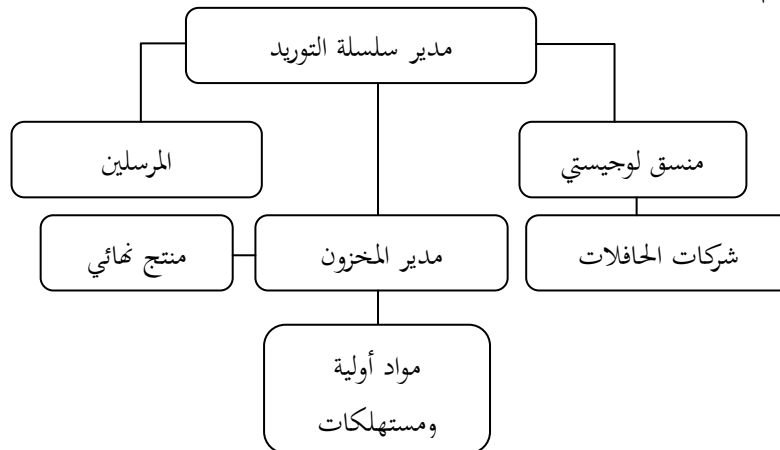 مدير سلسلة التوريد
منسق لوجيستي
المرسلين
شركات الحافلات
مدير المخزون
منتج نهائي
مواد أولية
ومستهلكات